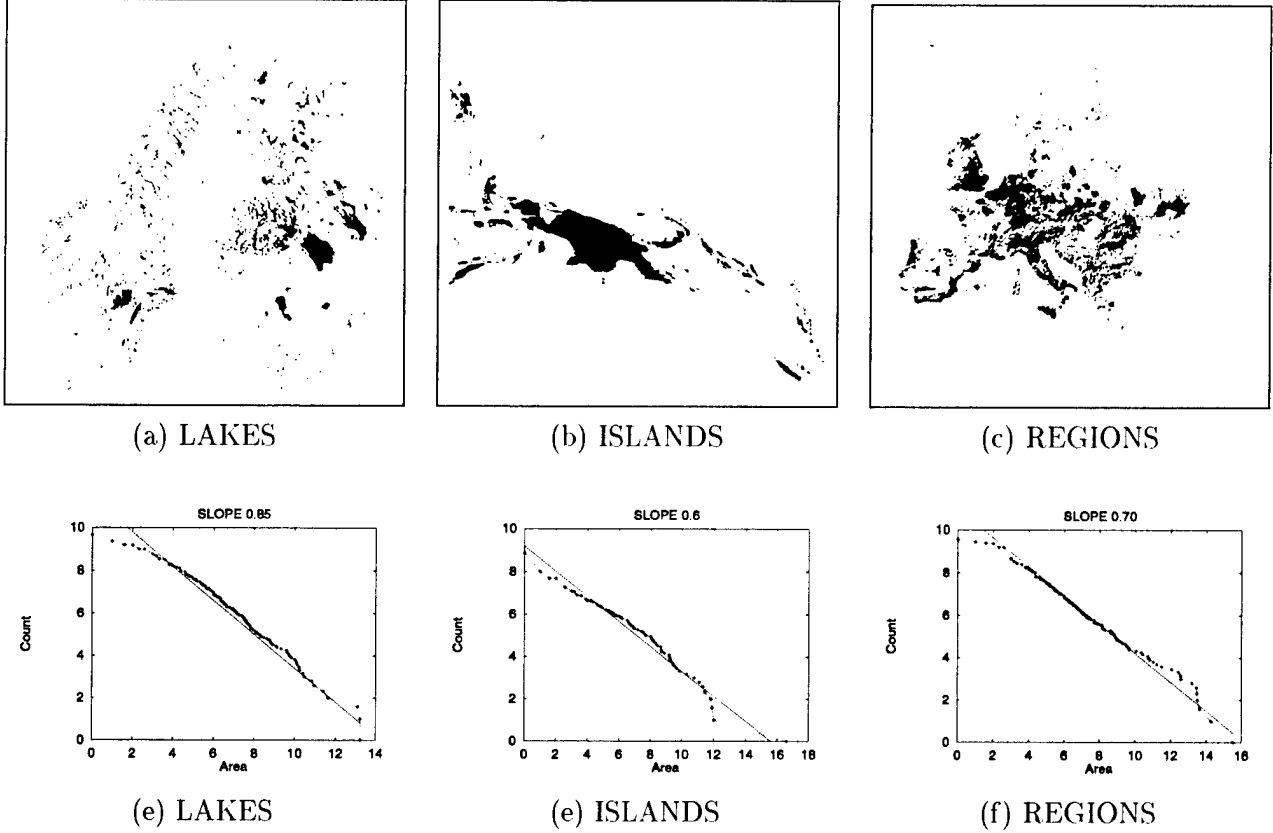 (a) LAKES
(b) ISLANDS
(c) REGIONS
SLOPE 0.85
10
8
6
4
2
0
Count
0 2 4 6 8 10 12 14
Area
SLOPE 0.6
10
8
6
4
2
0
Count
0 2 4 6 8 10 12 14 16 18
Area
SLOPE 0.70
10
8
6
4
2
0
Count
0 2 4 6 8 10 12 14 16
Area
(e) LAKES
(e) ISLANDS
(f) REGIONS